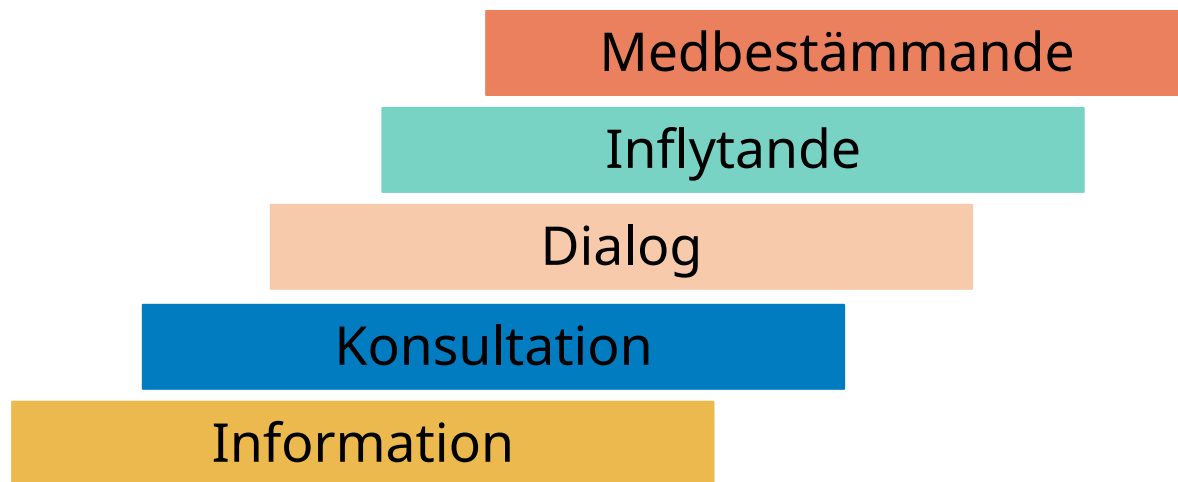 Medbestämmande
Inflytande
Dialog
Konsultation
Information